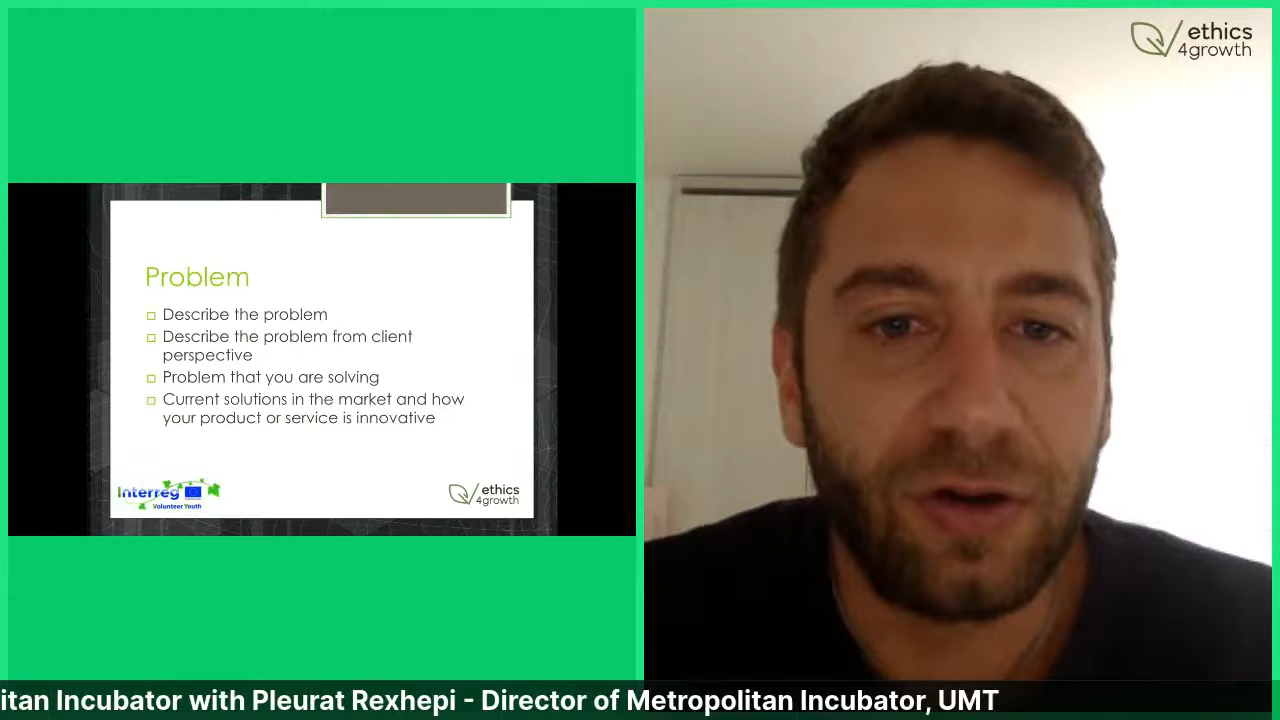 Problem
Describe the problem
Describe the problem from client
perspective
Problem that you are solving
Current solutions in the market and how
your product or service is innovative
Interreg
Volunteer Youth
ethics
4growth
ethics
4growth
itan Incubator with Pleurat Rexhepi - Director of Metropolitan Incubator, UMT